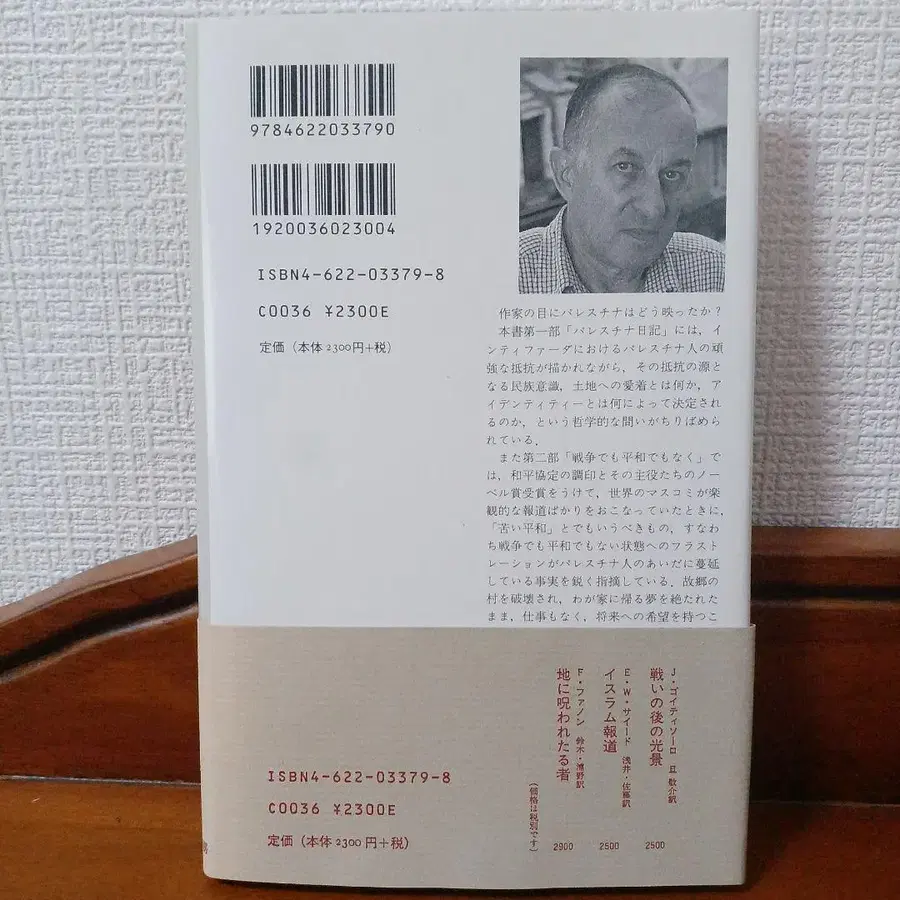 9784622033790
1920036023004
ISBN4-622-03379-8
C0036 ¥2300E
定価（本体2300円+税）
作家の目にパレスチナはどう映ったか？
本書第一部「パレスチナ日記」には，イ
ンティファーダにおけるパレスチナ人の頑
強な抵抗が描かれながら，その抵抗の源と
なる民族意識，土地への愛着とは何か，ア
イデンティティーとは何によって決定され
るのか，という哲学的な問いがちりばめら
れている．
また第二部「戦争でも平和でもなく」で
は，和平協定の調印とその主役たちのノー
ベル賞受賞をうけて，世界のマスコミが楽
観的な報道ばかりをおこなっていたときに，
「苦い平和」とでもいうべきもの，すなわ
ち戦争でも平和でもない状態へのフラスト
レーションがパレスチナ人のあいだに蔓延
している事実を鋭く指摘している．故郷の
村を破壊され，わが家に帰る夢を絶たれた
まま，仕事もなく，将来への希望を持つこ
J・ゴイティソーロ 旦 敬介訳
戦いの後の光景 2500
E・W・サイード 浅井・佐藤訳
イスラム報道 2500
F・ファノン 鈴木・浦野訳
地に呪われたる者 2900
（価格は税別です）
ISBN4-622-03379-8
C0036 ¥2300E
定価（本体2300円+税）
房